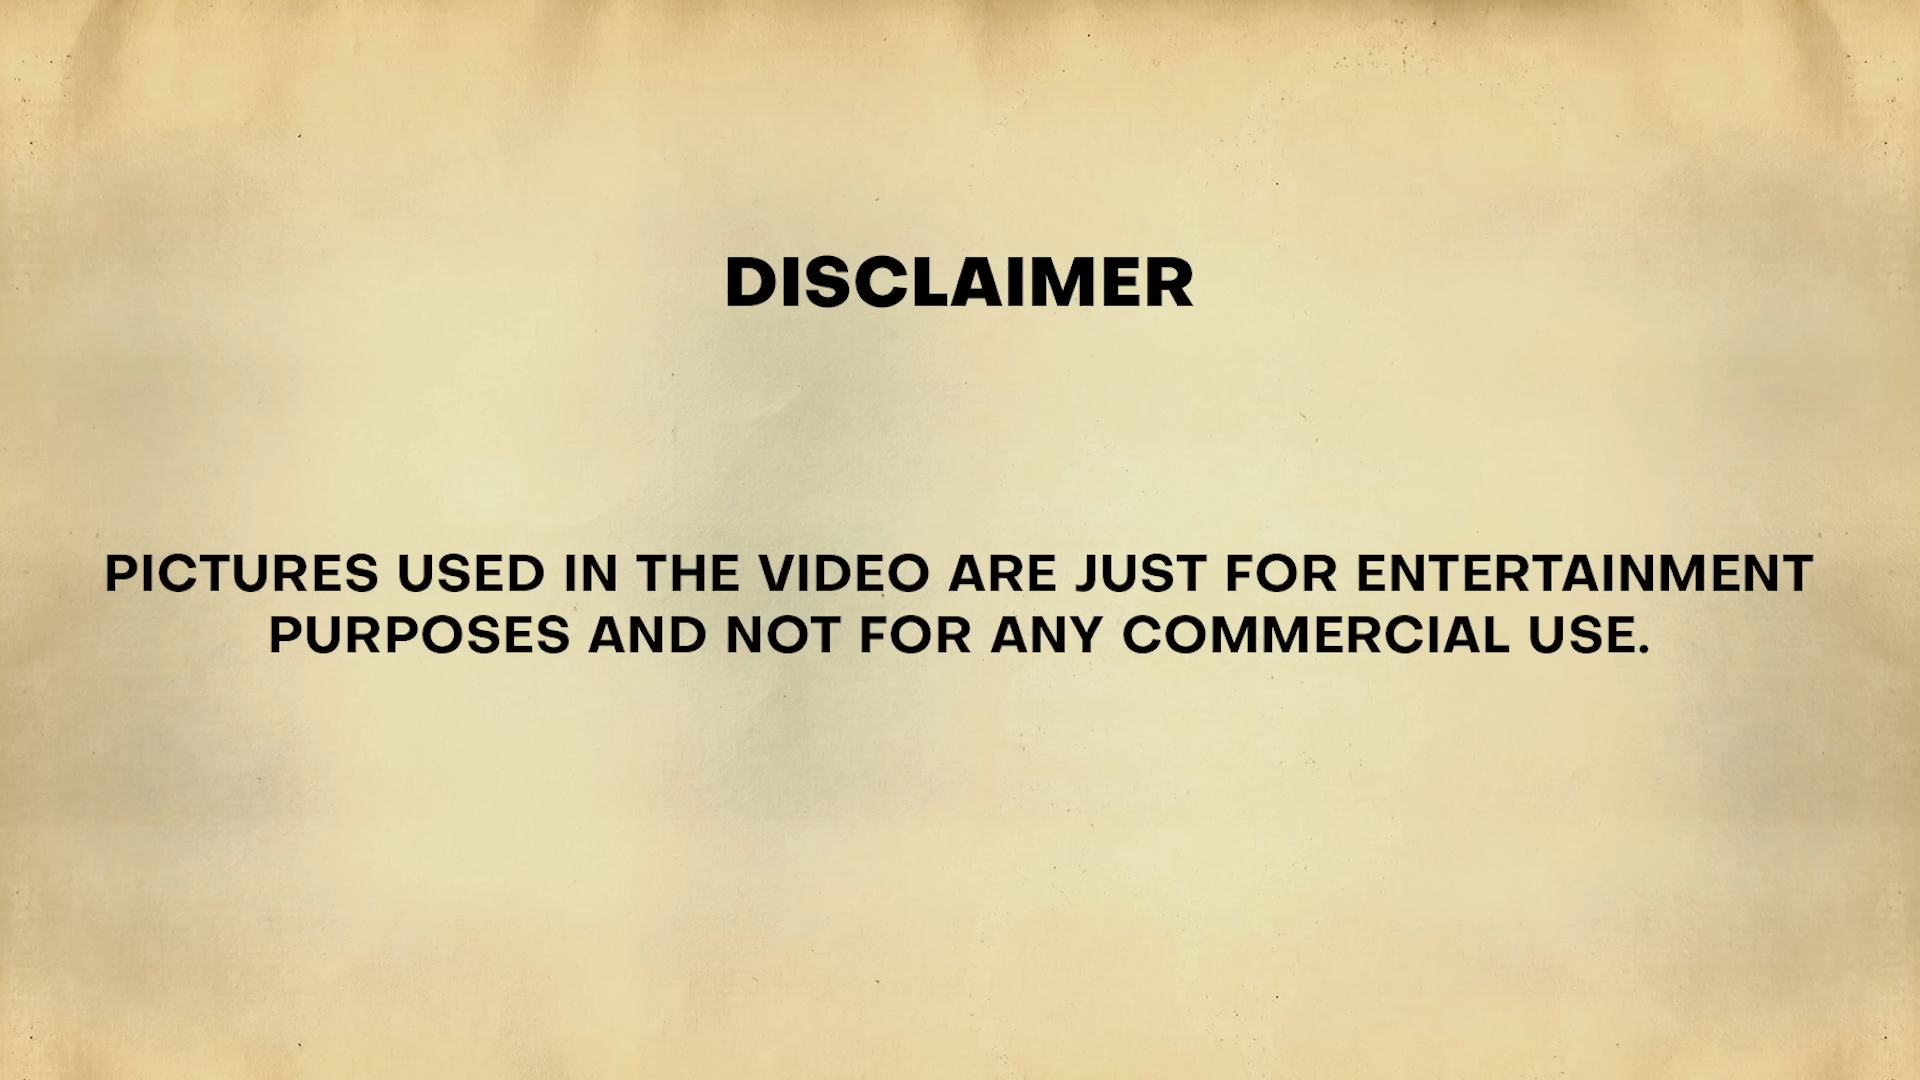 DISCLAIMER
PICTURES USED IN THE VIDEO ARE JUST FOR ENTERTAINMENT
PURPOSES AND NOT FOR ANY COMMERCIAL USE.